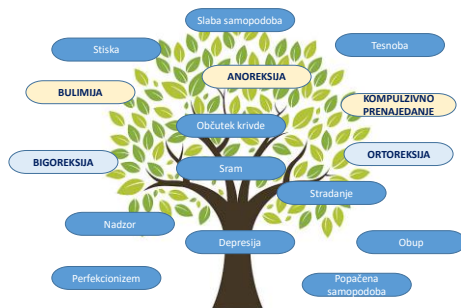 Slaba samopodoba
Stiska
Tesnoba
ANOREKSIJA
BULIMIJA
KOMPULZIVNO
PRENAJEDANJE
Občutek krivde
BIGOREKSIJA
ORTOREKSIJA
Sram
Stradanje
Nadzor
Depresija
Obup
Perfekcionizem
Popačena
samopodoba